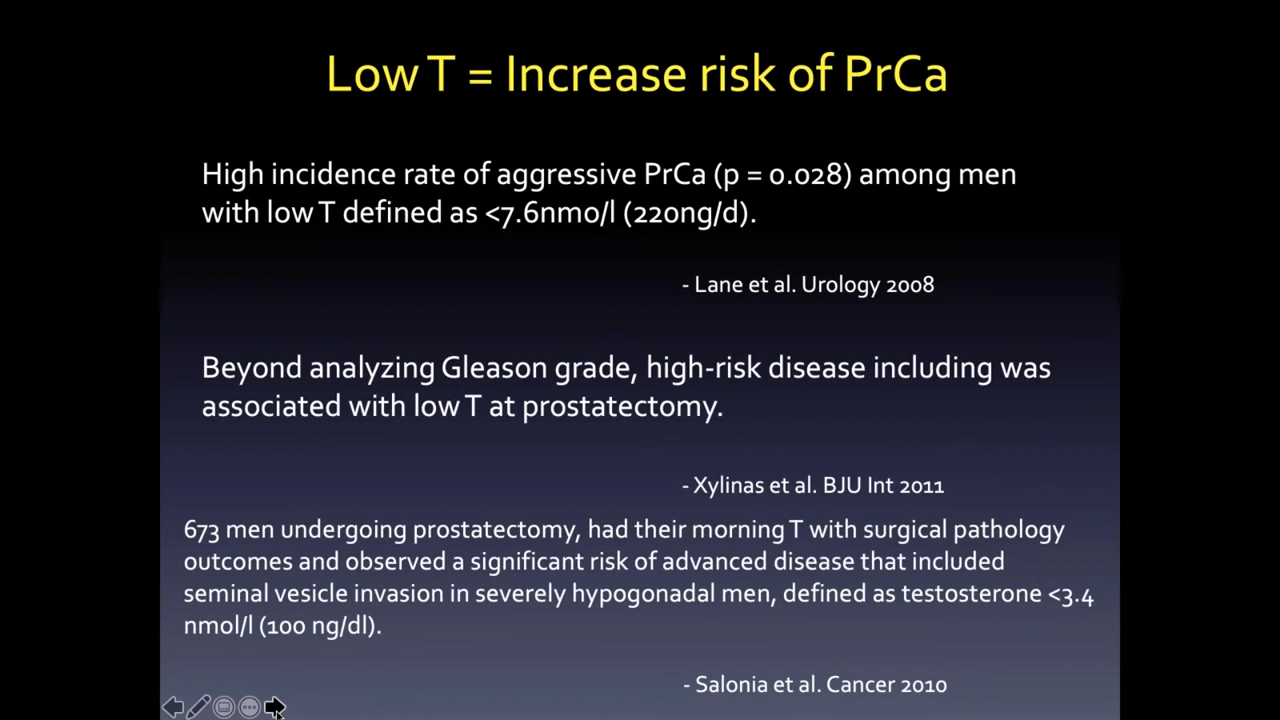 Low T = Increase risk of PrCa
High incidence rate of aggressive PrCa (p = 0.028) among men
with low T defined as <7.6nmo/l (220ng/d).
- Lane et al. Urology 2008
Beyond analyzing Gleason grade, high-risk disease including was
associated with low T at prostatectomy.
- Xylinas et al. BJU Int 2011
673 men undergoing prostatectomy, had their morning T with surgical pathology
outcomes and observed a significant risk of advanced disease that included
seminal vesicle invasion in severely hypogonadal men, defined as testosterone <3.4
nmol/l (100 ng/dl).
- Salonia et al. Cancer 2010